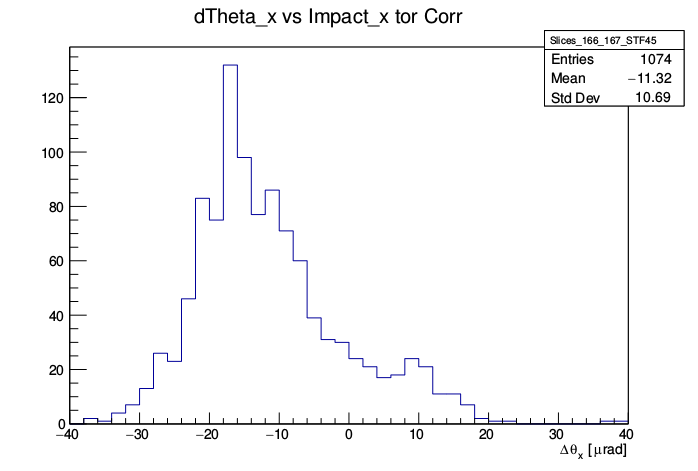 dTheta_x vs Impact_x tor Corr
Slices_166_167_STF45
Entries 1074
Mean −11.32
Std Dev 10.69
120
100
80
60
40
20
0
−40 −30 −20 −10 0 10 20 30 40
Δθx [μrad]